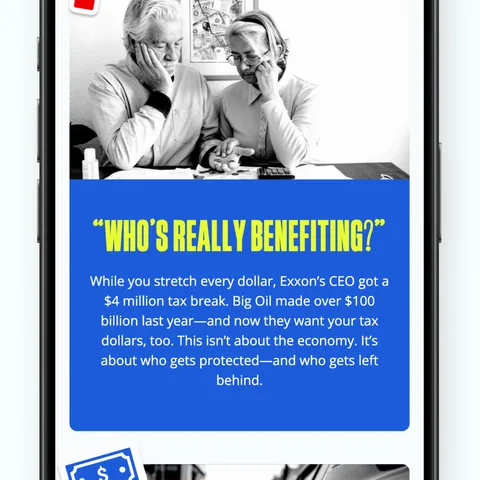 “WHO’S REALLY BENEFITING?”
While you stretch every dollar, Exxon’s CEO got a
$4 million tax break. Big Oil made over $100
billion last year—and now they want your tax
dollars, too. This isn’t about the economy. It’s
about who gets protected—and who gets left
behind.
$